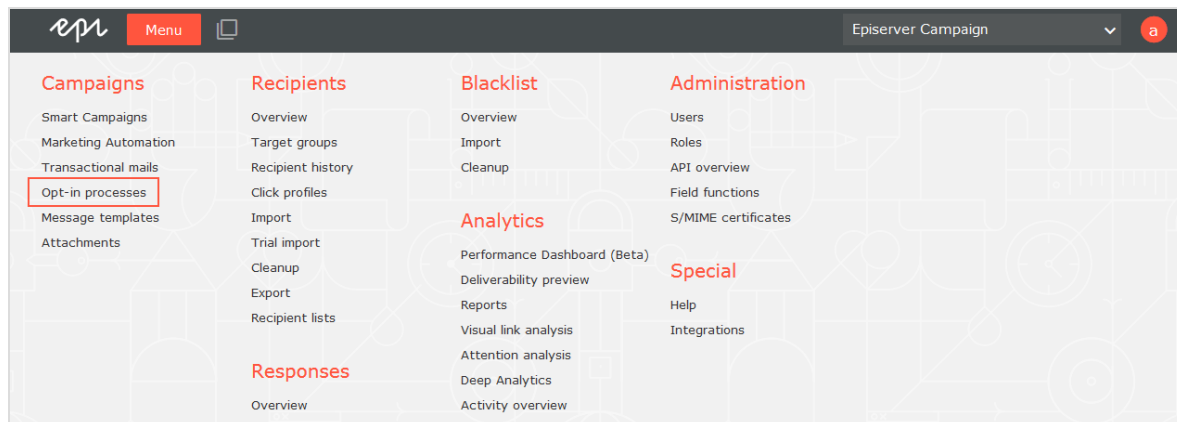 epi
Menu
Episerver Campaign
a
Campaigns
Smart Campaigns
Marketing Automation
Transactional mails
Opt-in processes
Message templates
Attachments
Recipients
Overview
Target groups
Recipient history
Click profiles
Import
Trial import
Cleanup
Export
Recipient lists
Responses
Overview
Blacklist
Overview
Import
Cleanup
Analytics
Performance Dashboard (Beta)
Deliverability preview
Reports
Visual link analysis
Attention analysis
Deep Analytics
Activity overview
Administration
Users
Roles
API overview
Field functions
S/MIME certificates
Special
Help
Integrations